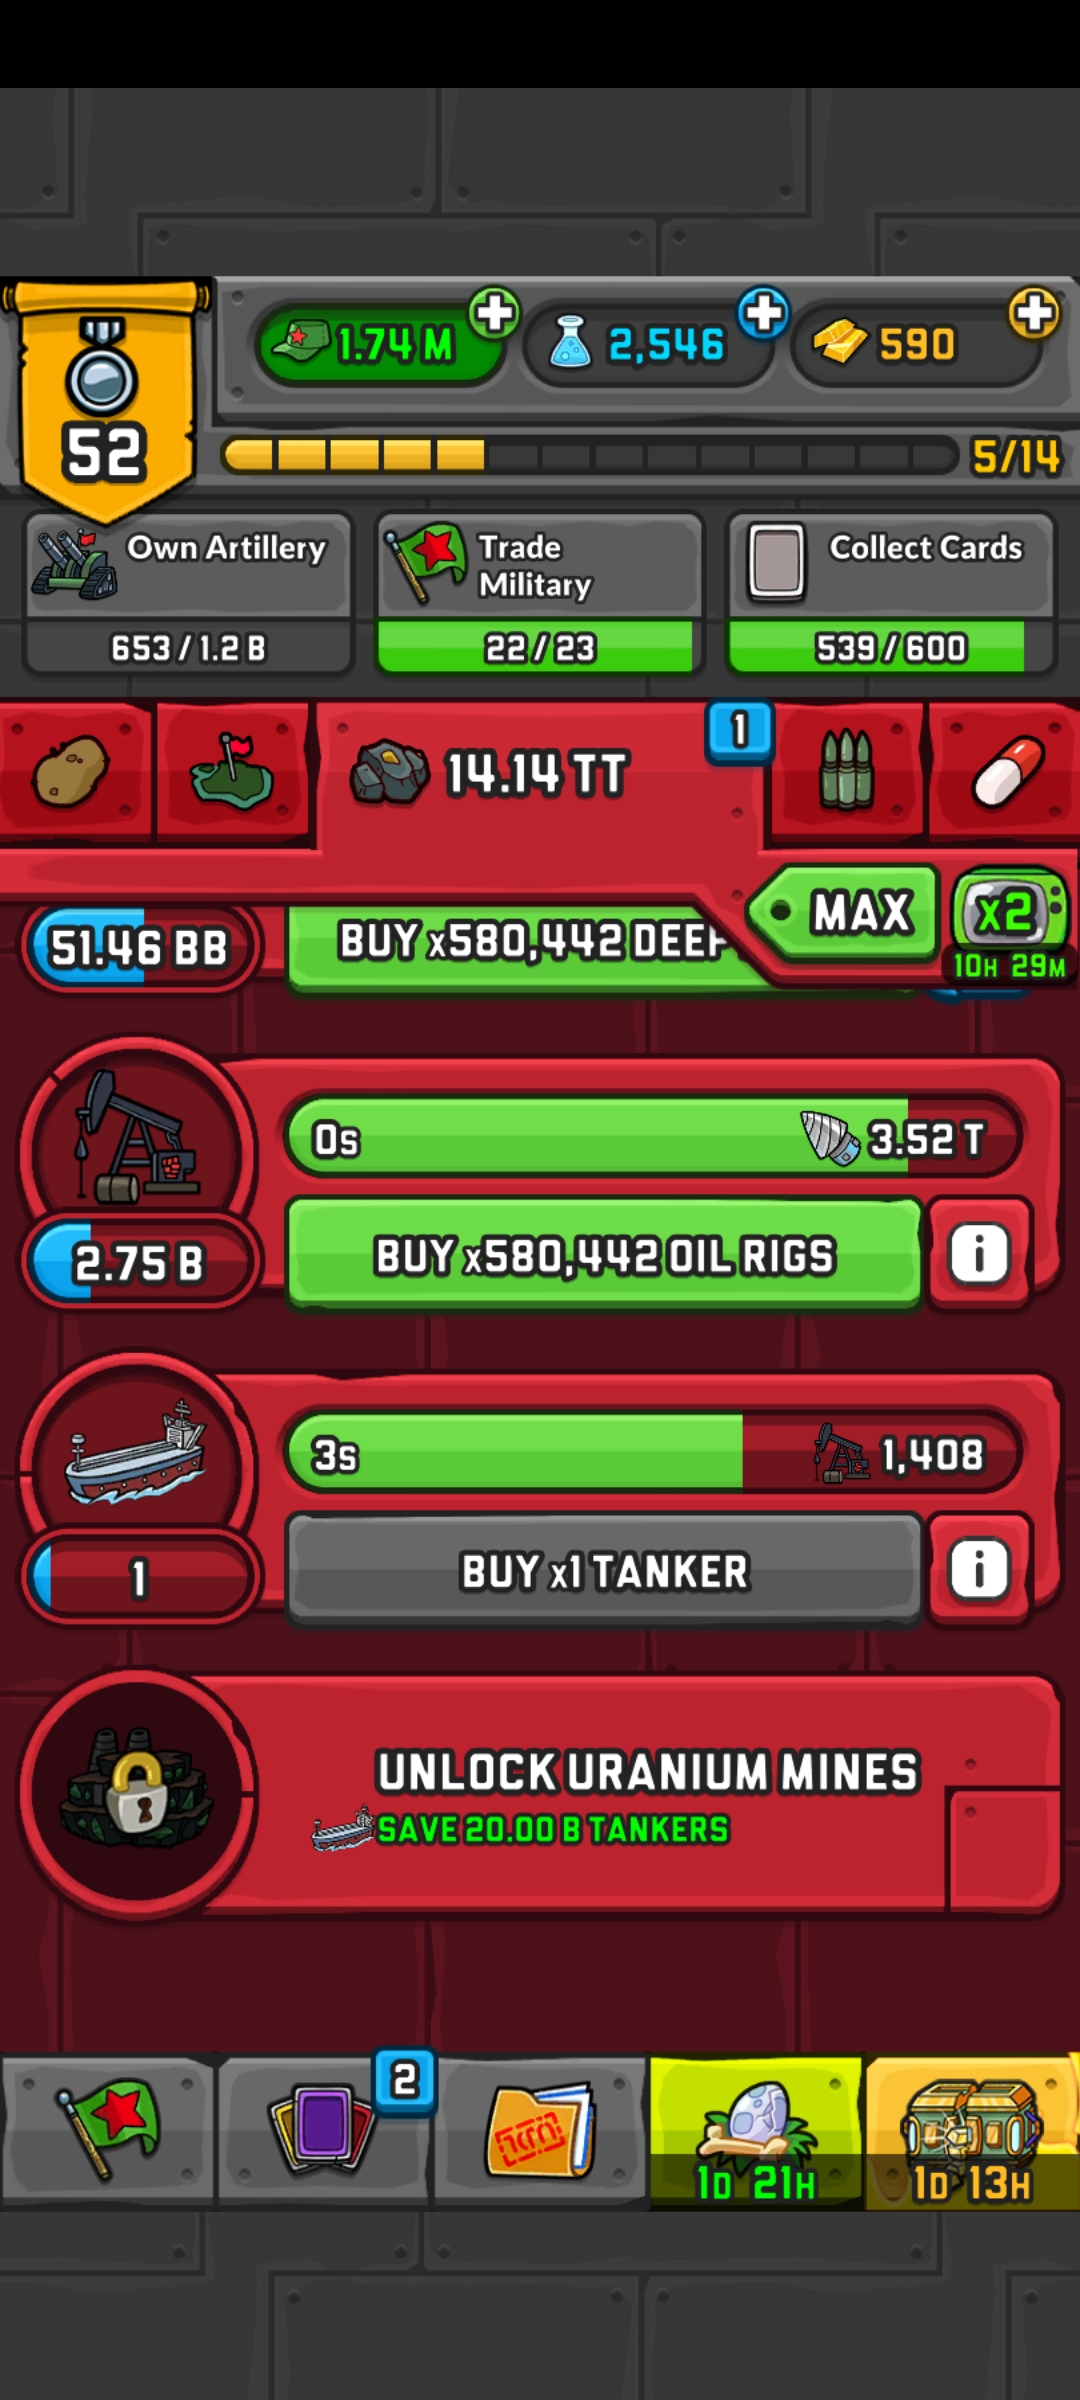 1.74 M
2,546
590
52
5/14
Own Artillery
653 / 1.2 B
Trade
Military
22 / 23
Collect Cards
539 / 600
14.14 TT
1
MAX
x2
10H 29M
51.46 BB
BUY x580,442 DEEP
0s
3.52 T
2.75 B
BUY x580,442 OIL RIGS
i
3s
1,408
1
BUY x1 TANKER
i
UNLOCK URANIUM MINES
SAVE 20.00 B TANKERS
2
1D 21H
1D 13H